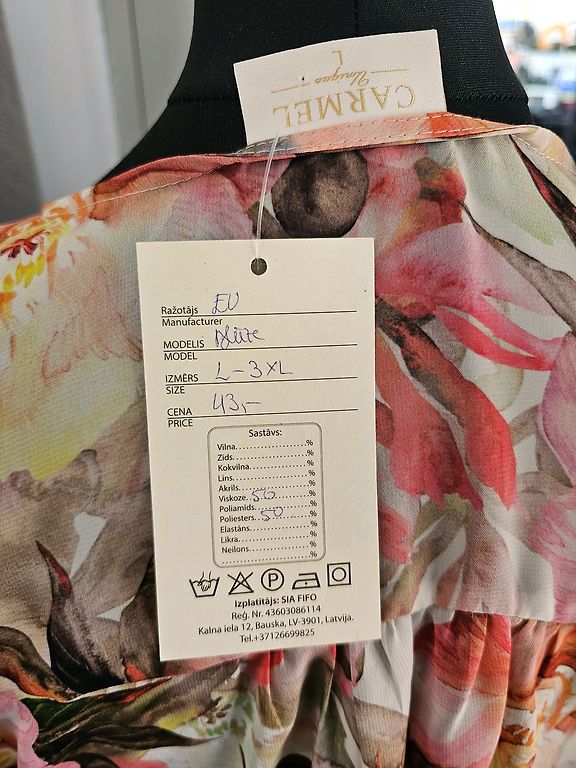 CARMEL
Unique
L
Ražotājs EU
Manufacturer
MODELIS Blūze
MODEL
IZMĒRS L-3XL
SIZE
CENA 43,-
PRICE
Sastāvs:
Vilna..................%
Zids...................%
Kokvilna...............%
Lins...................%
Akrils.................%
Viskoze. 50 ...........%
Poliamīds..............%
Poliesters. 50 ........%
Elastāns...............%
Likra..................%
Neilons................%
.......................%
P
Izplatītājs: SIA FIFO
Reģ. Nr. 43603086114
Kalna iela 12, Bauska, LV-3901, Latvija.
Tel.+37126699825